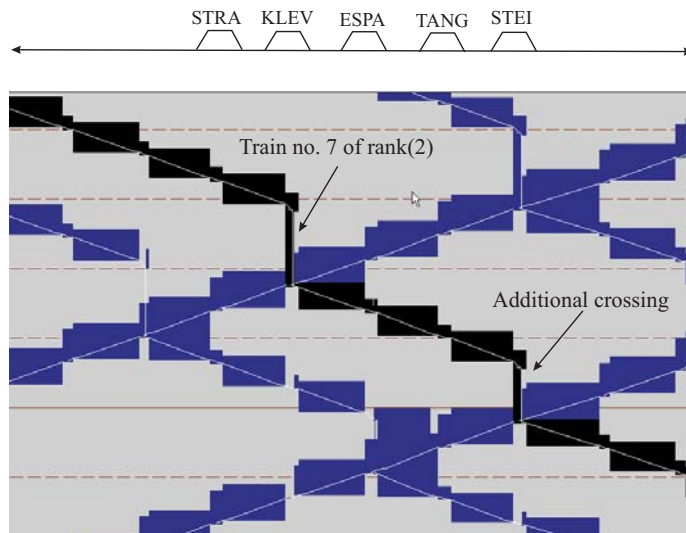 STRA KLEV ESPA TANG STEI
Train no. 7 of rank(2)
Additional crossing